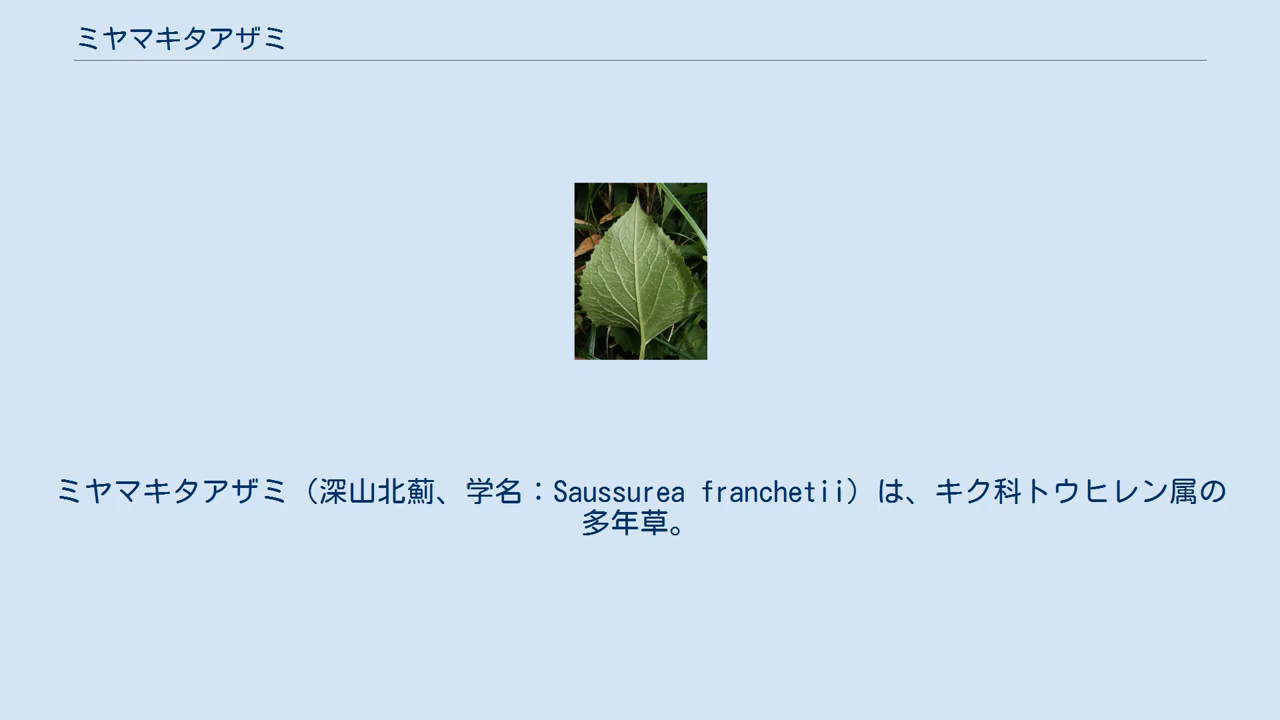 ミヤマキタアザミ
ミヤマキタアザミ（深山北薊、学名：Saussurea franchetii）は、キク科トウヒレン属の
多年草。